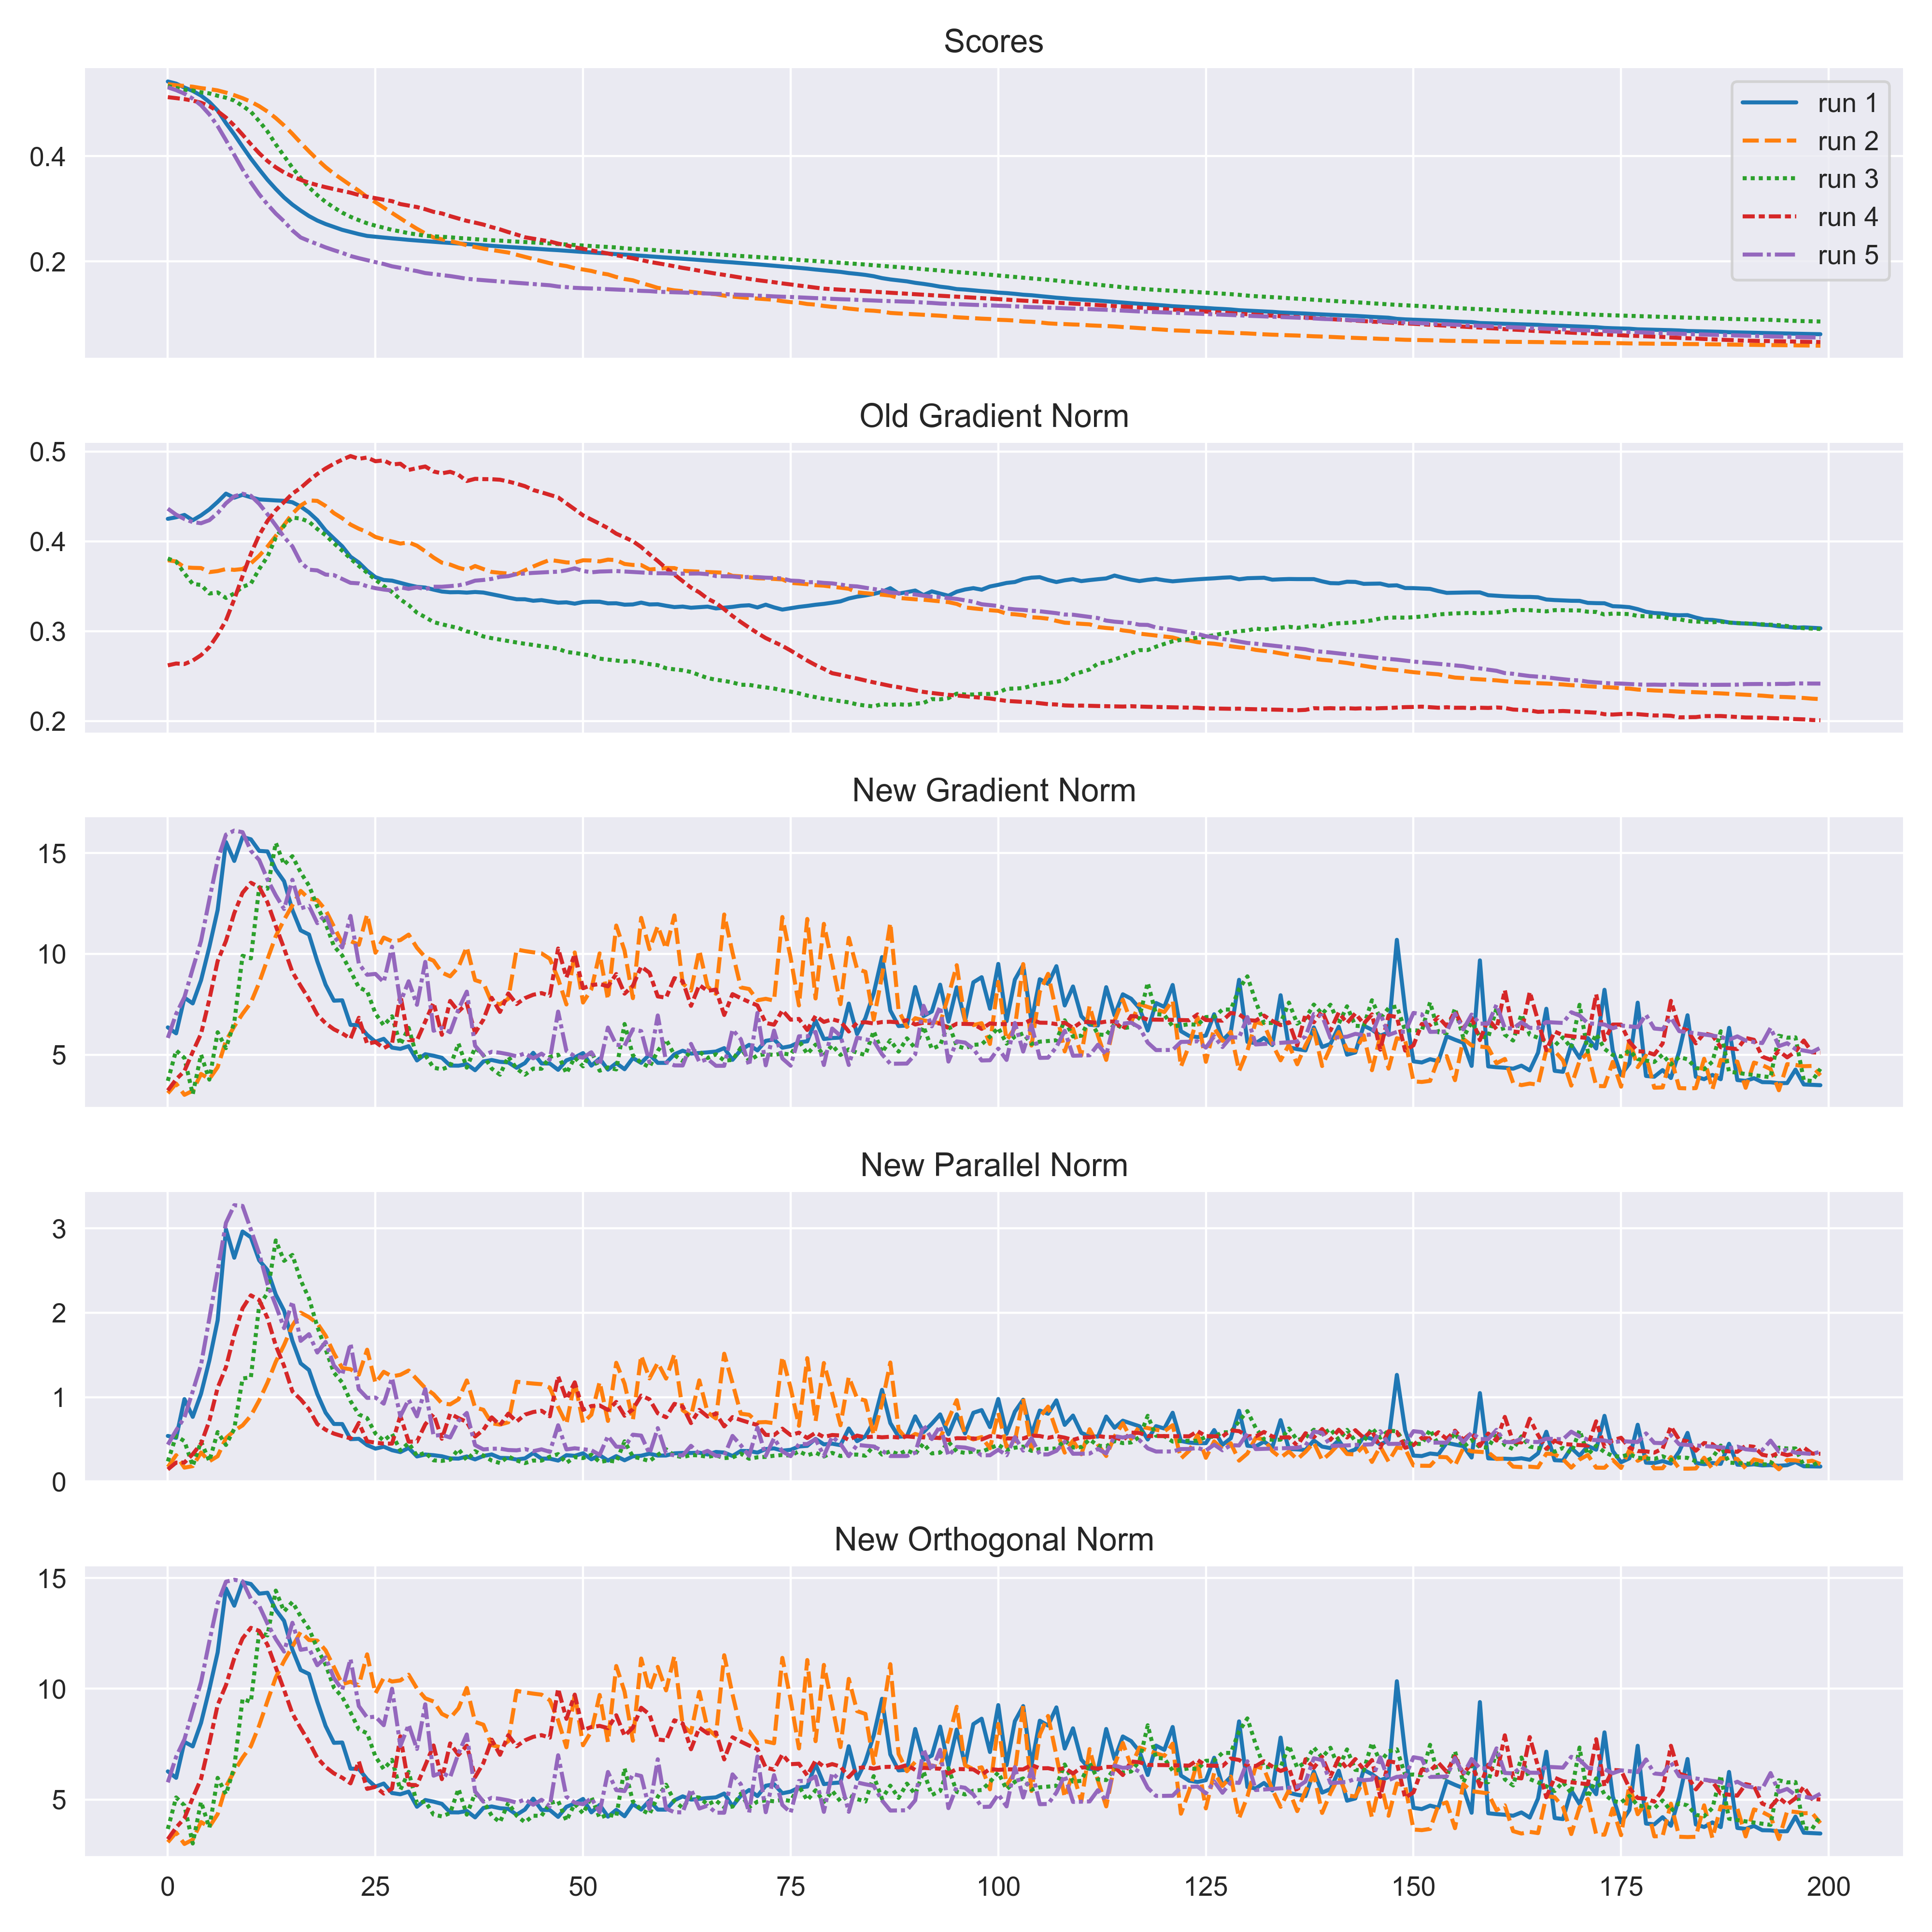 Scores
0.4
0.2
run 1
run 2
run 3
run 4
run 5
Old Gradient Norm
0.5
0.4
0.3
0.2
New Gradient Norm
15
10
5
New Parallel Norm
3
2
1
0
New Orthogonal Norm
15
10
5
0 25 50 75 100 125 150 175 200